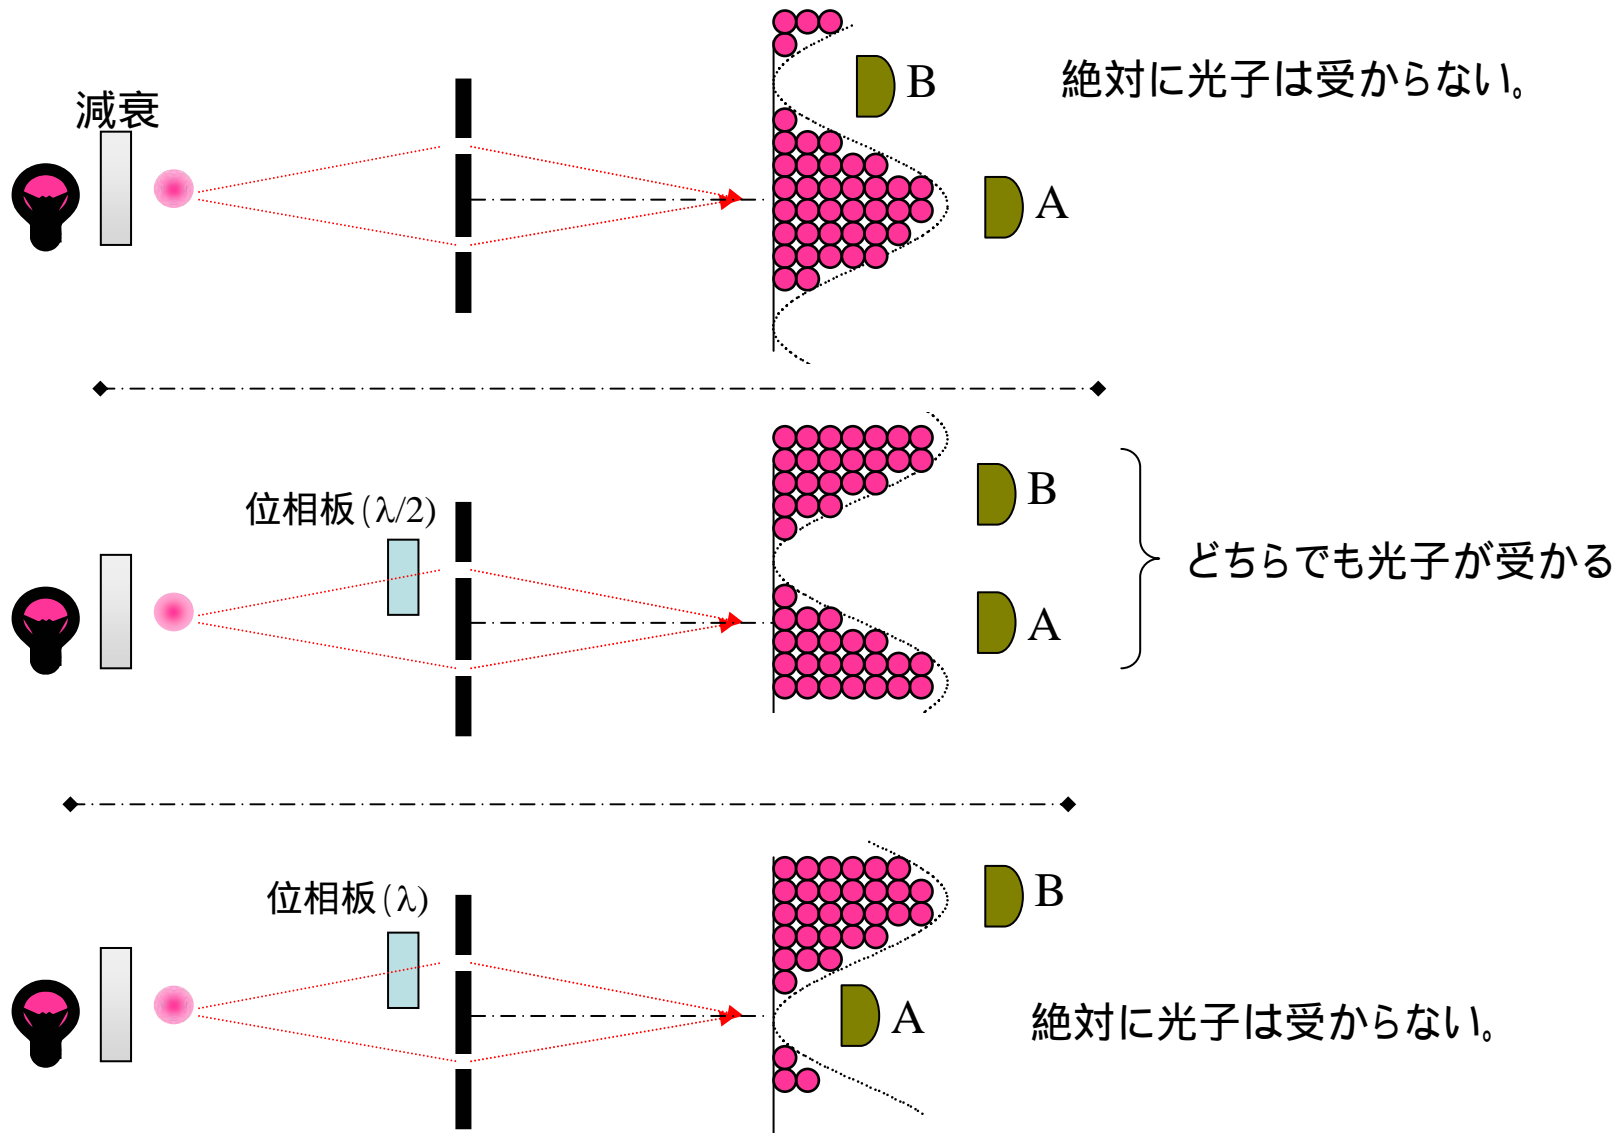 減衰
B
絶対に光子は受からない。
A
位相板(λ/2)
B
どちらでも光子が受かる
A
位相板(λ)
B
A
絶対に光子は受からない。